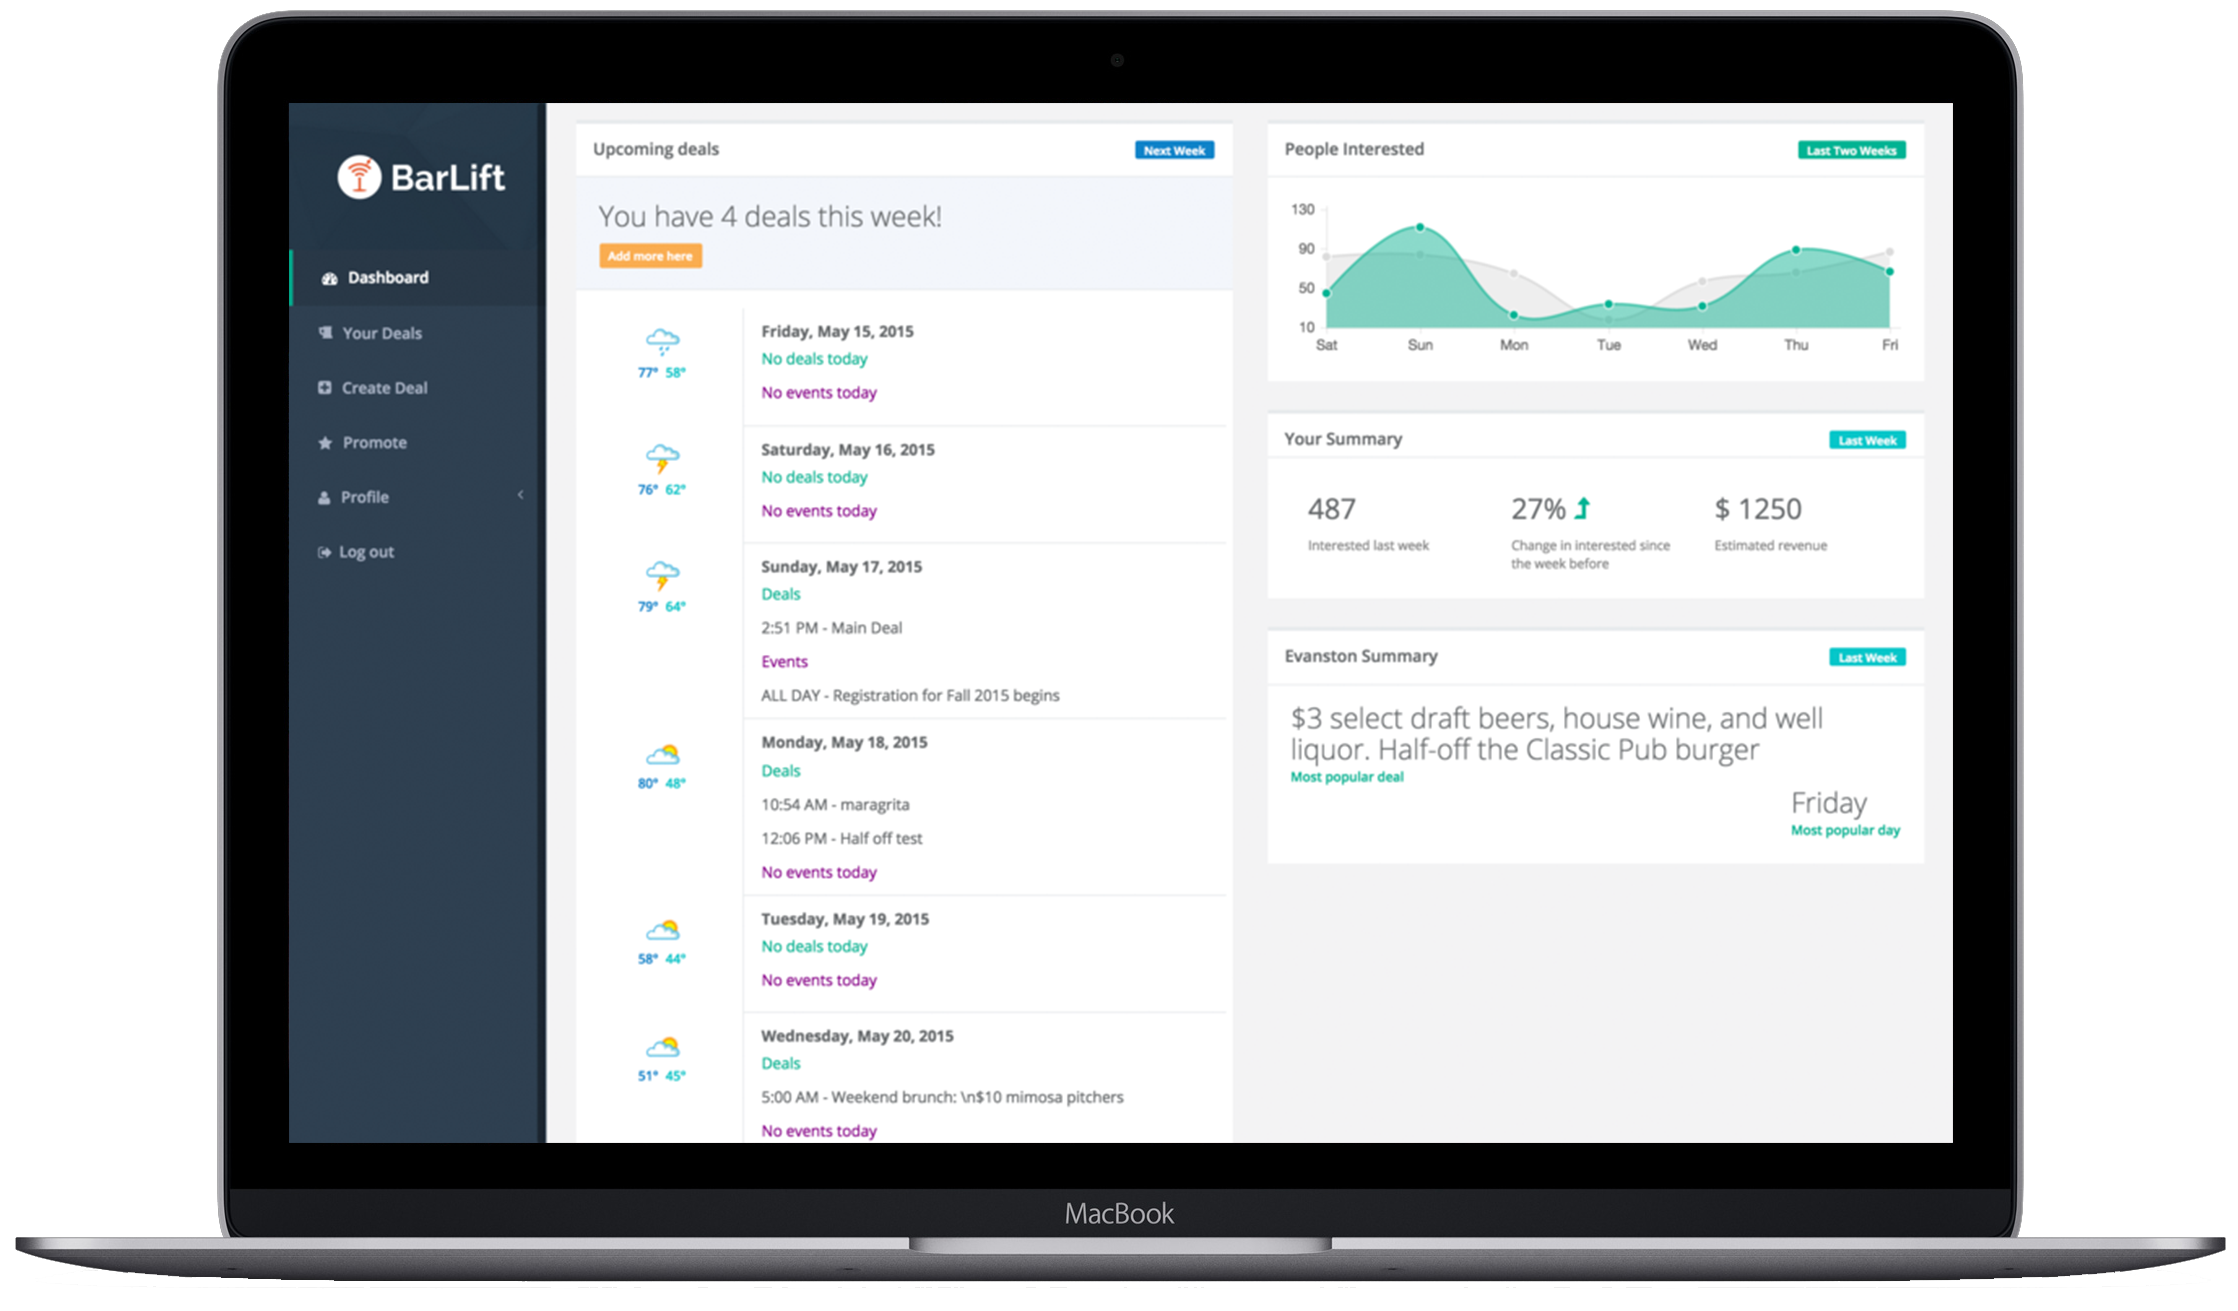 BarLift
Dashboard
Your Deals
Create Deal
Promote
Profile
Log out
Upcoming deals
Next Week
You have 4 deals this week!
Add more here
77° 58°
Friday, May 15, 2015
No deals today
No events today
76° 62°
Saturday, May 16, 2015
No deals today
No events today
79° 64°
Sunday, May 17, 2015
Deals
2:51 PM - Main Deal
Events
ALL DAY - Registration for Fall 2015 begins
80° 48°
Monday, May 18, 2015
Deals
10:54 AM - maragrita
12:06 PM - Half off test
No events today
58° 44°
Tuesday, May 19, 2015
No deals today
No events today
51° 45°
Wednesday, May 20, 2015
Deals
5:00 AM - Weekend brunch: \n$10 mimosa pitchers
No events today
People Interested
Last Two Weeks
130
90
50
10
Sat Sun Mon Tue Wed Thu Fri
Your Summary
Last Week
487
Interested last week
27%
Change in interested since
the week before
$ 1250
Estimated revenue
Evanston Summary
Last Week
$3 select draft beers, house wine, and well
liquor. Half-off the Classic Pub burger
Most popular deal
Friday
Most popular day
MacBook